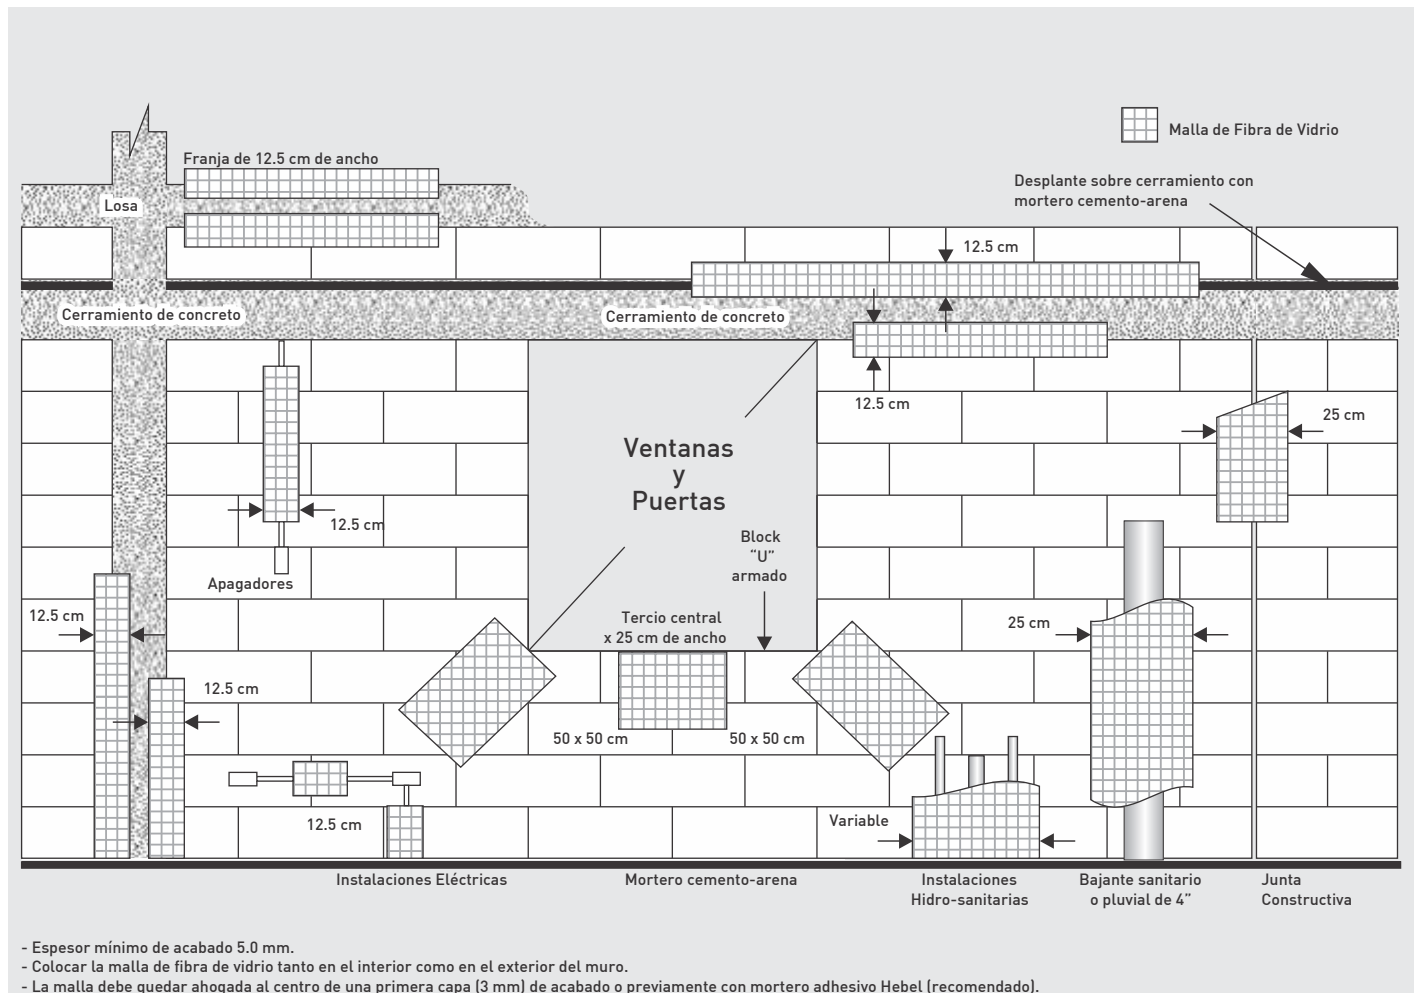 Malla de Fibra de Vidrio
Franja de 12.5 cm de ancho
Desplante sobre cerramiento con
mortero cemento-arena
Losa
12.5 cm
Cerramiento de concreto
Cerramiento de concreto
12.5 cm
25 cm
Ventanas
y
Puertas
12.5 cm
Block
“U”
armado
Apagadores
12.5 cm
Tercio central
x 25 cm de ancho
25 cm
12.5 cm
50 x 50 cm
50 x 50 cm
12.5 cm
Variable
Instalaciones Eléctricas
Mortero cemento-arena
Instalaciones
Hidro-sanitarias
Bajante sanitario
o pluvial de 4”
Junta
Constructiva
- Espesor mínimo de acabado 5.0 mm.
- Colocar la malla de fibra de vidrio tanto en el interior como en el exterior del muro.
- La malla debe quedar ahogada al centro de una primera capa (3 mm) de acabado o previamente con mortero adhesivo Hebel (recomendado).